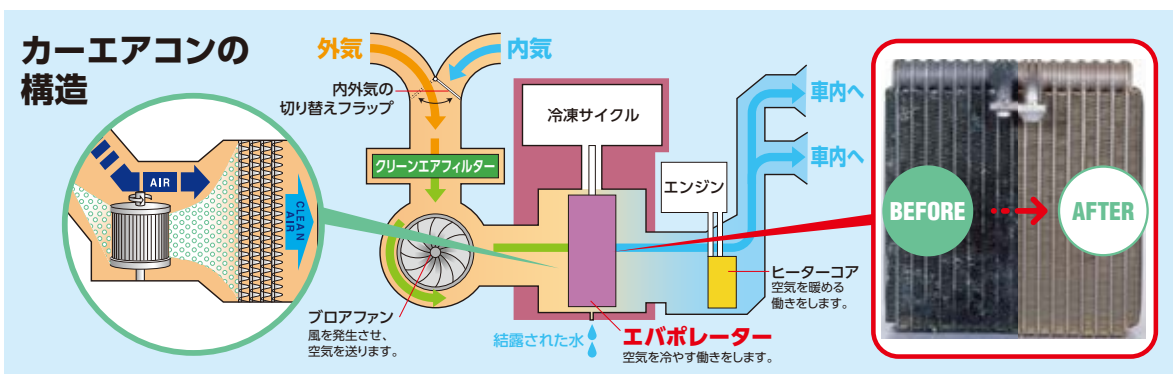 カーエアコンの
構造
外気
内気
内外気の
切り替えフラップ
クリーンエアフィルター
AIR
CLEAN
AIR
ブロアファン
風を発生させ、
空気を送ります。
冷凍サイクル
エンジン
車内へ
車内へ
ヒーターコア
空気を暖める
働きをします。
結露された水
エバポレーター
空気を冷やす働きをします。
BEFORE
AFTER